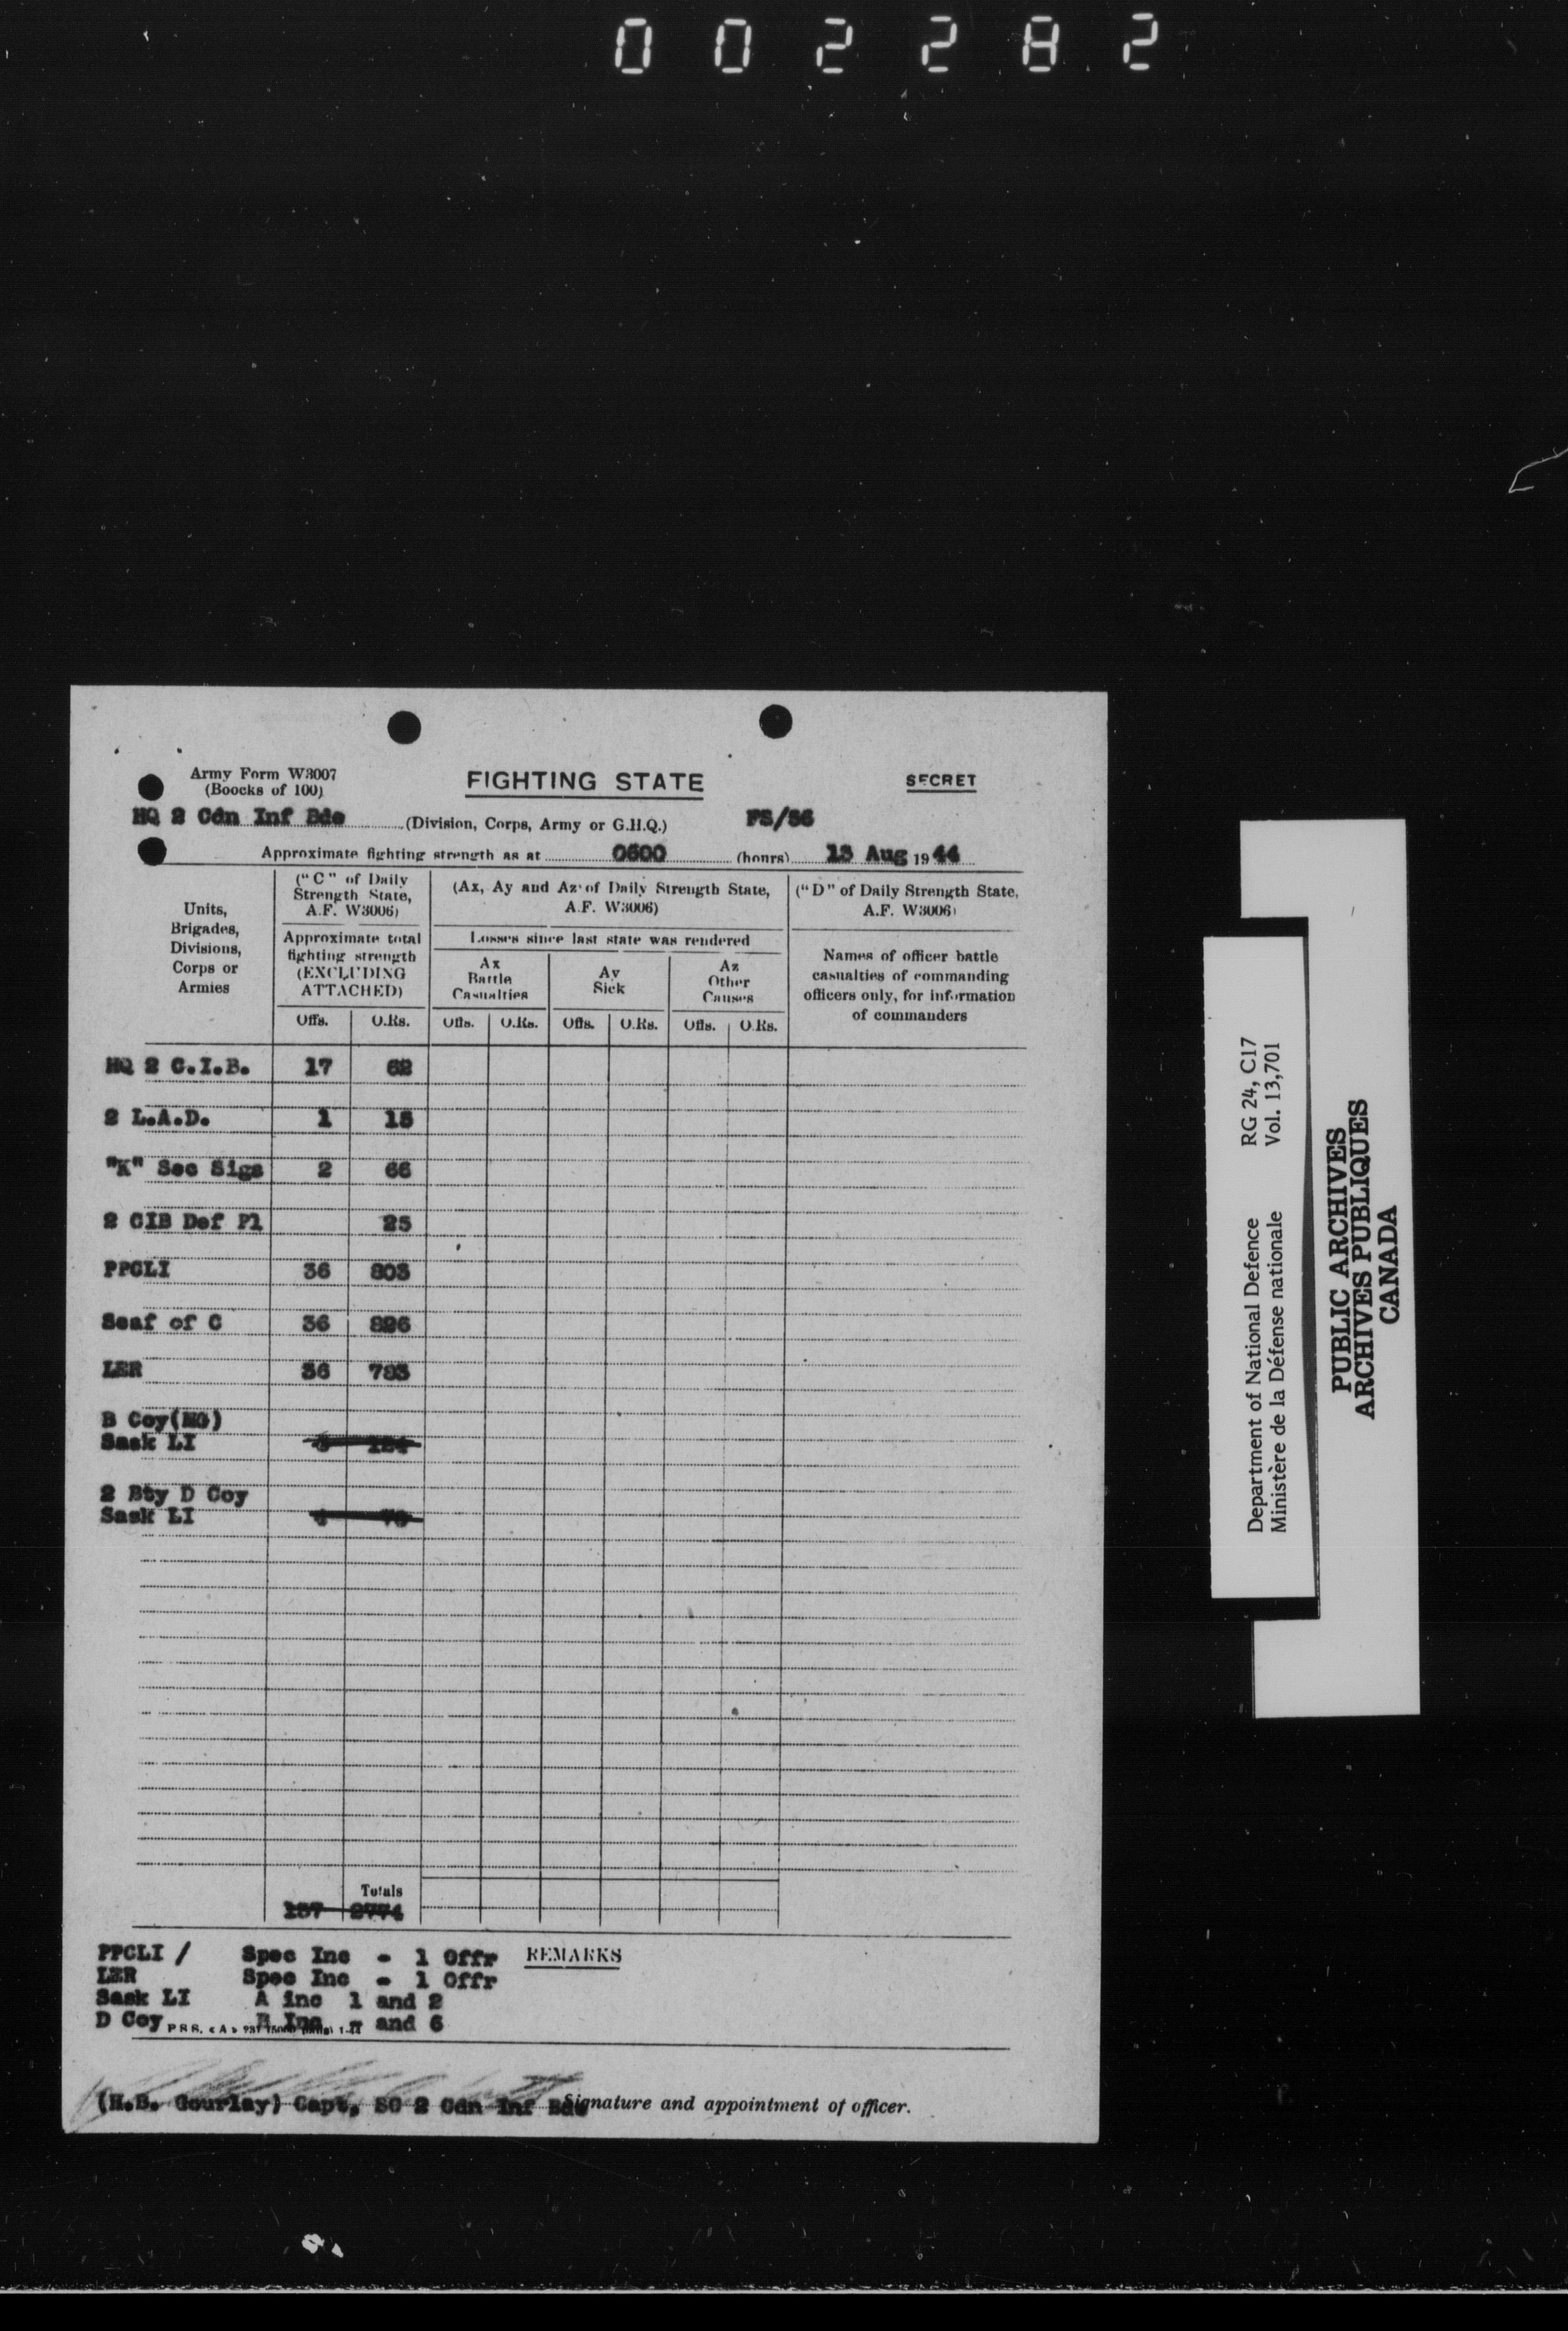 002282
Army Form W3007
(Boocks of 100)
FIGHTING STATE
SECRET
HQ 2 Cdn Inf Bde (Division, Corps, Army or G.H.Q.) FS/56
Approximate fighting strength as at 0600 (hours) 13 Aug 1944
Units,
Brigades,
Divisions,
Corps or
Armies
("C" of Daily
Strength State,
A.F. W3006)
Approximate total
fighting strength
(EXCLUDING
ATTACHED)
Offs. O.Rs.
(Ax, Ay and Az of Daily Strength State,
A.F. W3006)
Losses since last state was rendered
Ax
Battle
Casualties
Ay
Sick
Az
Other
Causes
Offs. O.Rs. Offs. O.Rs. Offs. O.Rs.
("D" of Daily Strength State,
A.F. W3006)
Names of officer battle
casualties of commanding
officers only, for information
of commanders
HQ 2 C.I.B. 17 62
2 L.A.D. 1 15
"K" Sec Sigs 2 66
2 CIB Def Pl 25
PPCLI 36 803
Seaf of C 36 826
LER 36
B Coy(MG)
Sask LI
2 Bty D Coy
Sask LI
Totals
2774
PPCLI / Spec Inc - 1 Offr REMARKS
LER Spec Inc - 1 Offr
Sask LI A inc 1 and 2
D Coy B Inc - and 6
(H.B. Gourlay) Capt, SC 2 Cdn Inf Bde Signature and appointment of officer.
Department of National Defence RG 24, C17
Ministère de la Défense nationale Vol. 13,701
PUBLIC ARCHIVES
ARCHIVES PUBLIQUES
CANADA